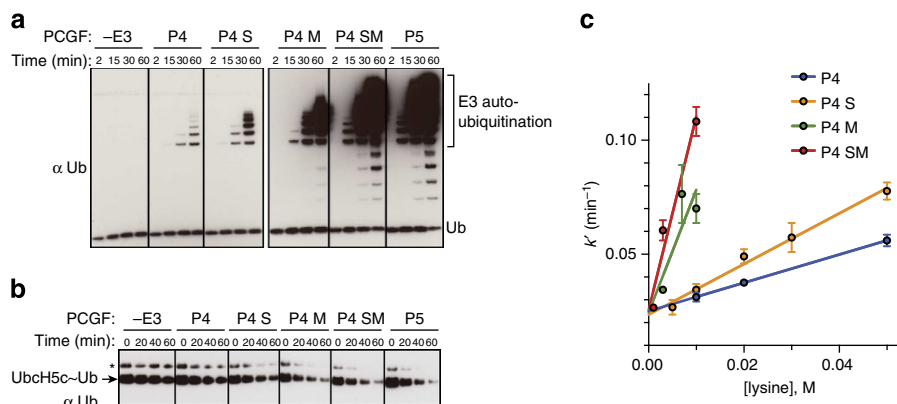 a
PCGF: –E3 P4 P4 S P4 M P4 SM P5
Time (min): 2 15 30 60 2 15 30 60 2 15 30 60 2 15 30 60 2 15 30 60 2 15 30 60
E3 auto-
ubiquitination
α Ub
Ub
b
PCGF: –E3 P4 P4 S P4 M P4 SM P5
Time (min): 0 20 40 60 0 20 40 60 0 20 40 60 0 20 40 60 0 20 40 60 0 20 40 60
*
UbcH5c~Ub
α Ub
c
P4
P4 S
P4 M
P4 SM
0.10
0.05
k′ (min⁻¹)
0.00 0.02 0.04
[lysine], M